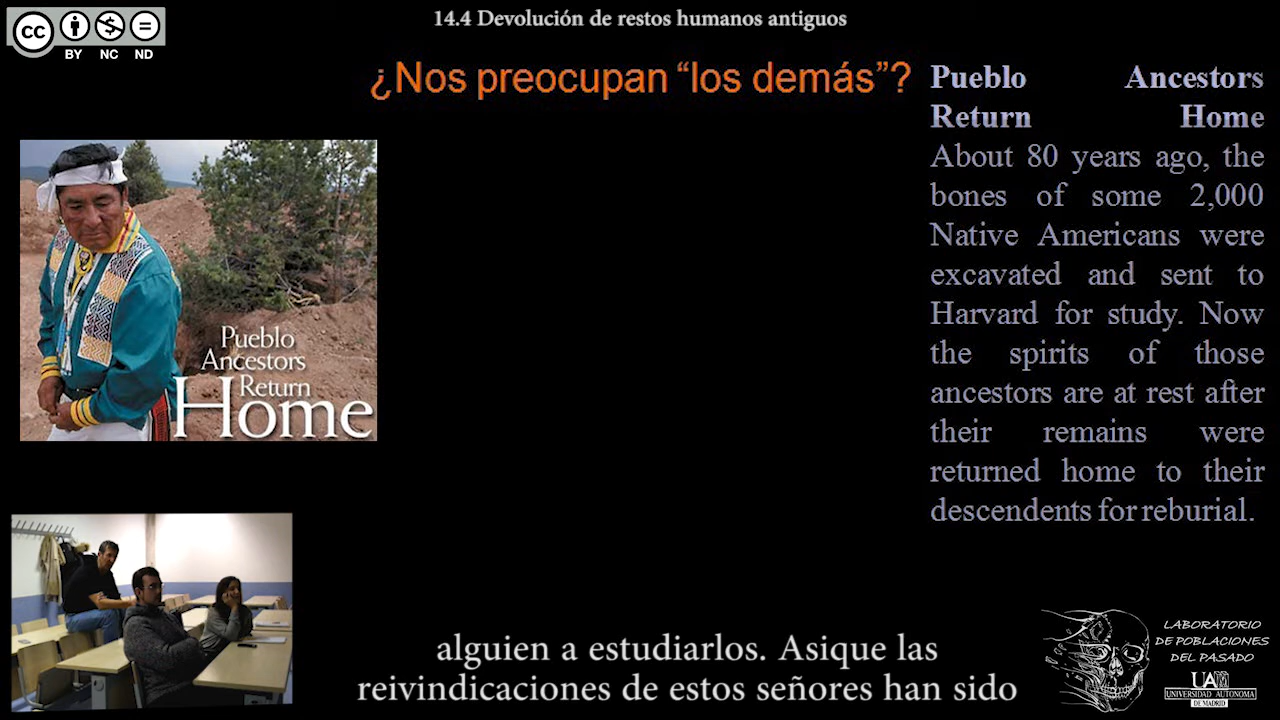 14.4 Devolución de restos humanos antiguos
cc
BY NC ND
¿Nos preocupan “los demás”?
Pueblo Ancestors
Return Home
About 80 years ago, the
bones of some 2,000
Native Americans were
excavated and sent to
Harvard for study. Now
the spirits of those
ancestors are at rest after
their remains were
returned home to their
descendents for reburial.
Pueblo
Ancestors
Return
Home
alguien a estudiarlos. Asique las
reivindicaciones de estos señores han sido
LABORATORIO
DE POBLACIONES
DEL PASADO
UAM
UNIVERSIDAD AUTONOMA
DE MADRID